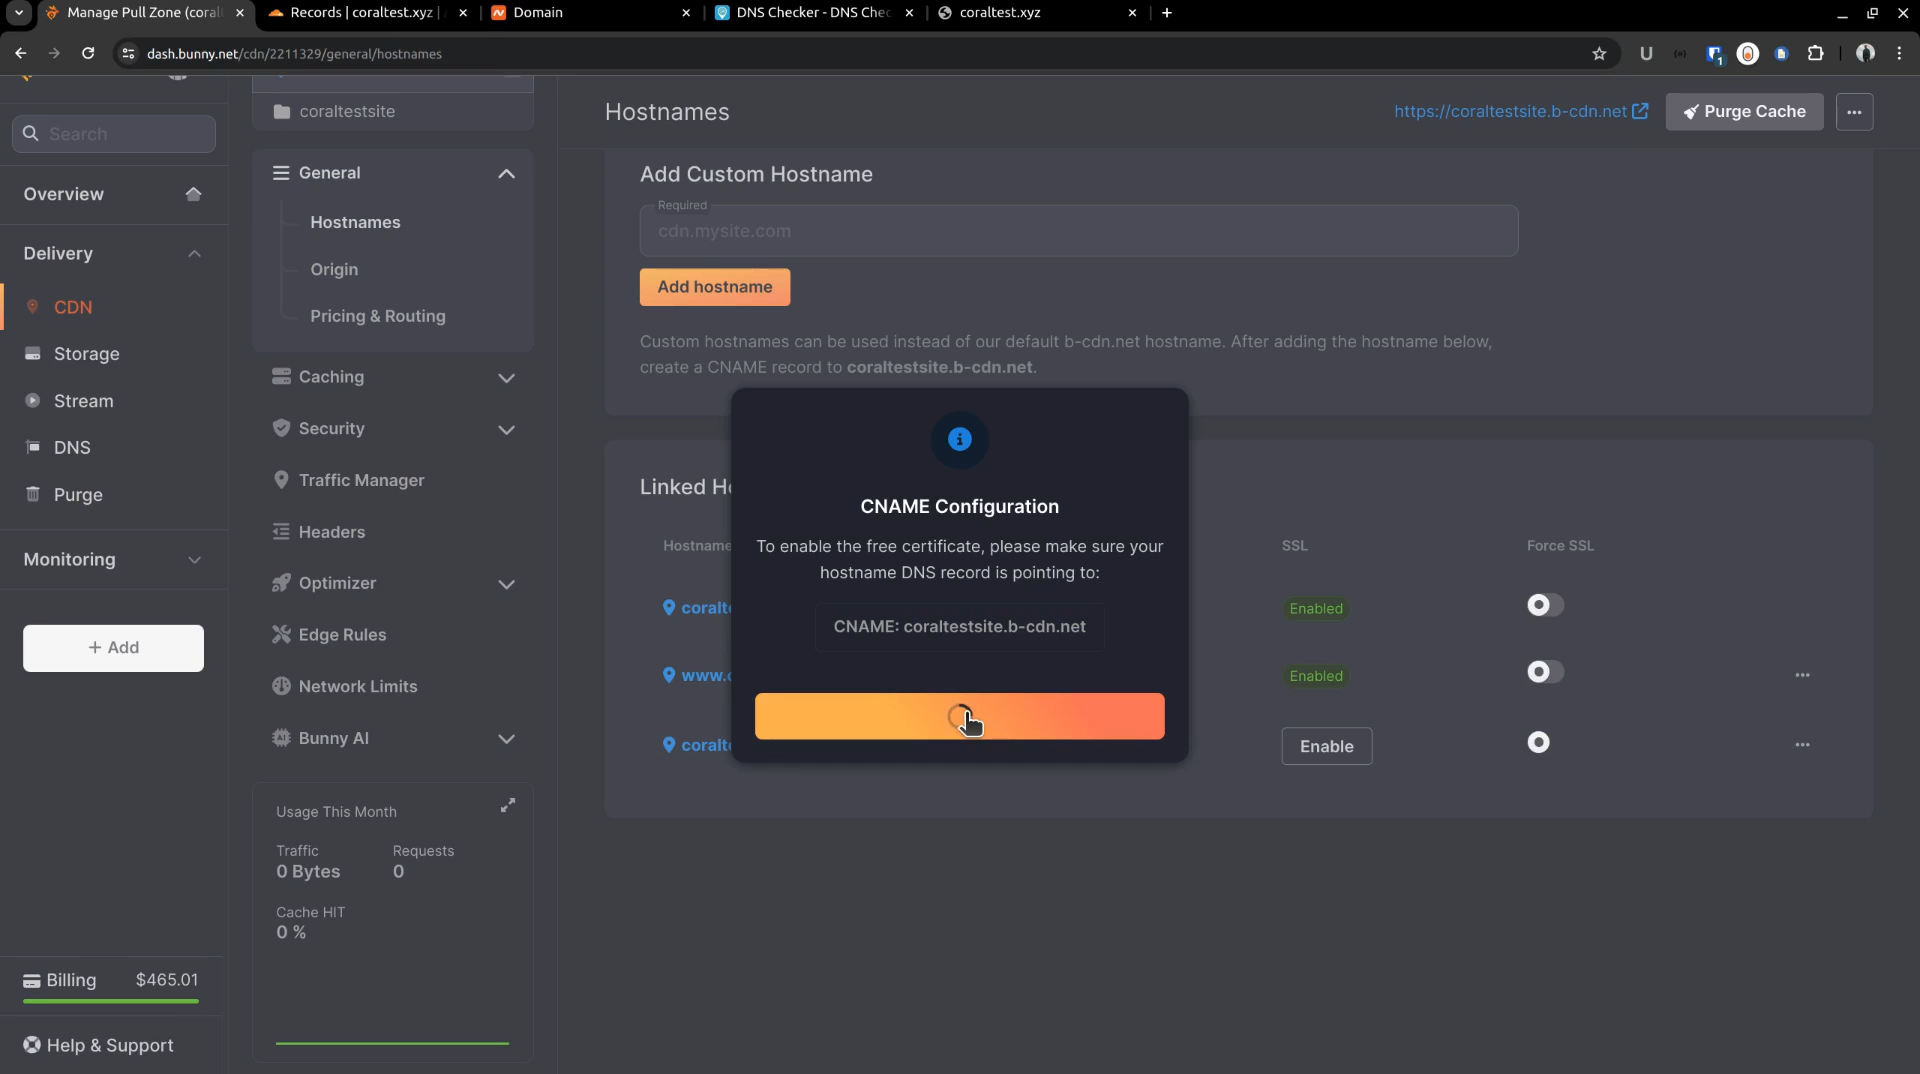 Manage Pull Zone (coral
Records | coraltest.xyz |
Domain
DNS Checker - DNS Chec
coraltest.xyz
dash.bunny.net/cdn/2211329/general/hostnames
U
1
Search
Overview
Delivery
CDN
Storage
Stream
DNS
Purge
Monitoring
+ Add
Billing $465.01
Help & Support
coraltestsite
General
Hostnames
Origin
Pricing & Routing
Caching
Security
Traffic Manager
Headers
Optimizer
Edge Rules
Network Limits
Bunny AI
Usage This Month
Traffic Requests
0 Bytes 0
Cache HIT
0 %
Hostnames
https://coraltestsite.b-cdn.net
Purge Cache
Add Custom Hostname
Required
cdn.mysite.com
Add hostname
Custom hostnames can be used instead of our default b-cdn.net hostname. After adding the hostname below,
create a CNAME record to coraltestsite.b-cdn.net.
Linked Ho
Hostname SSL Force SSL
coralte Enabled
www.c Enabled
coralte Enable
CNAME Configuration
To enable the free certificate, please make sure your
hostname DNS record is pointing to:
CNAME: coraltestsite.b-cdn.net